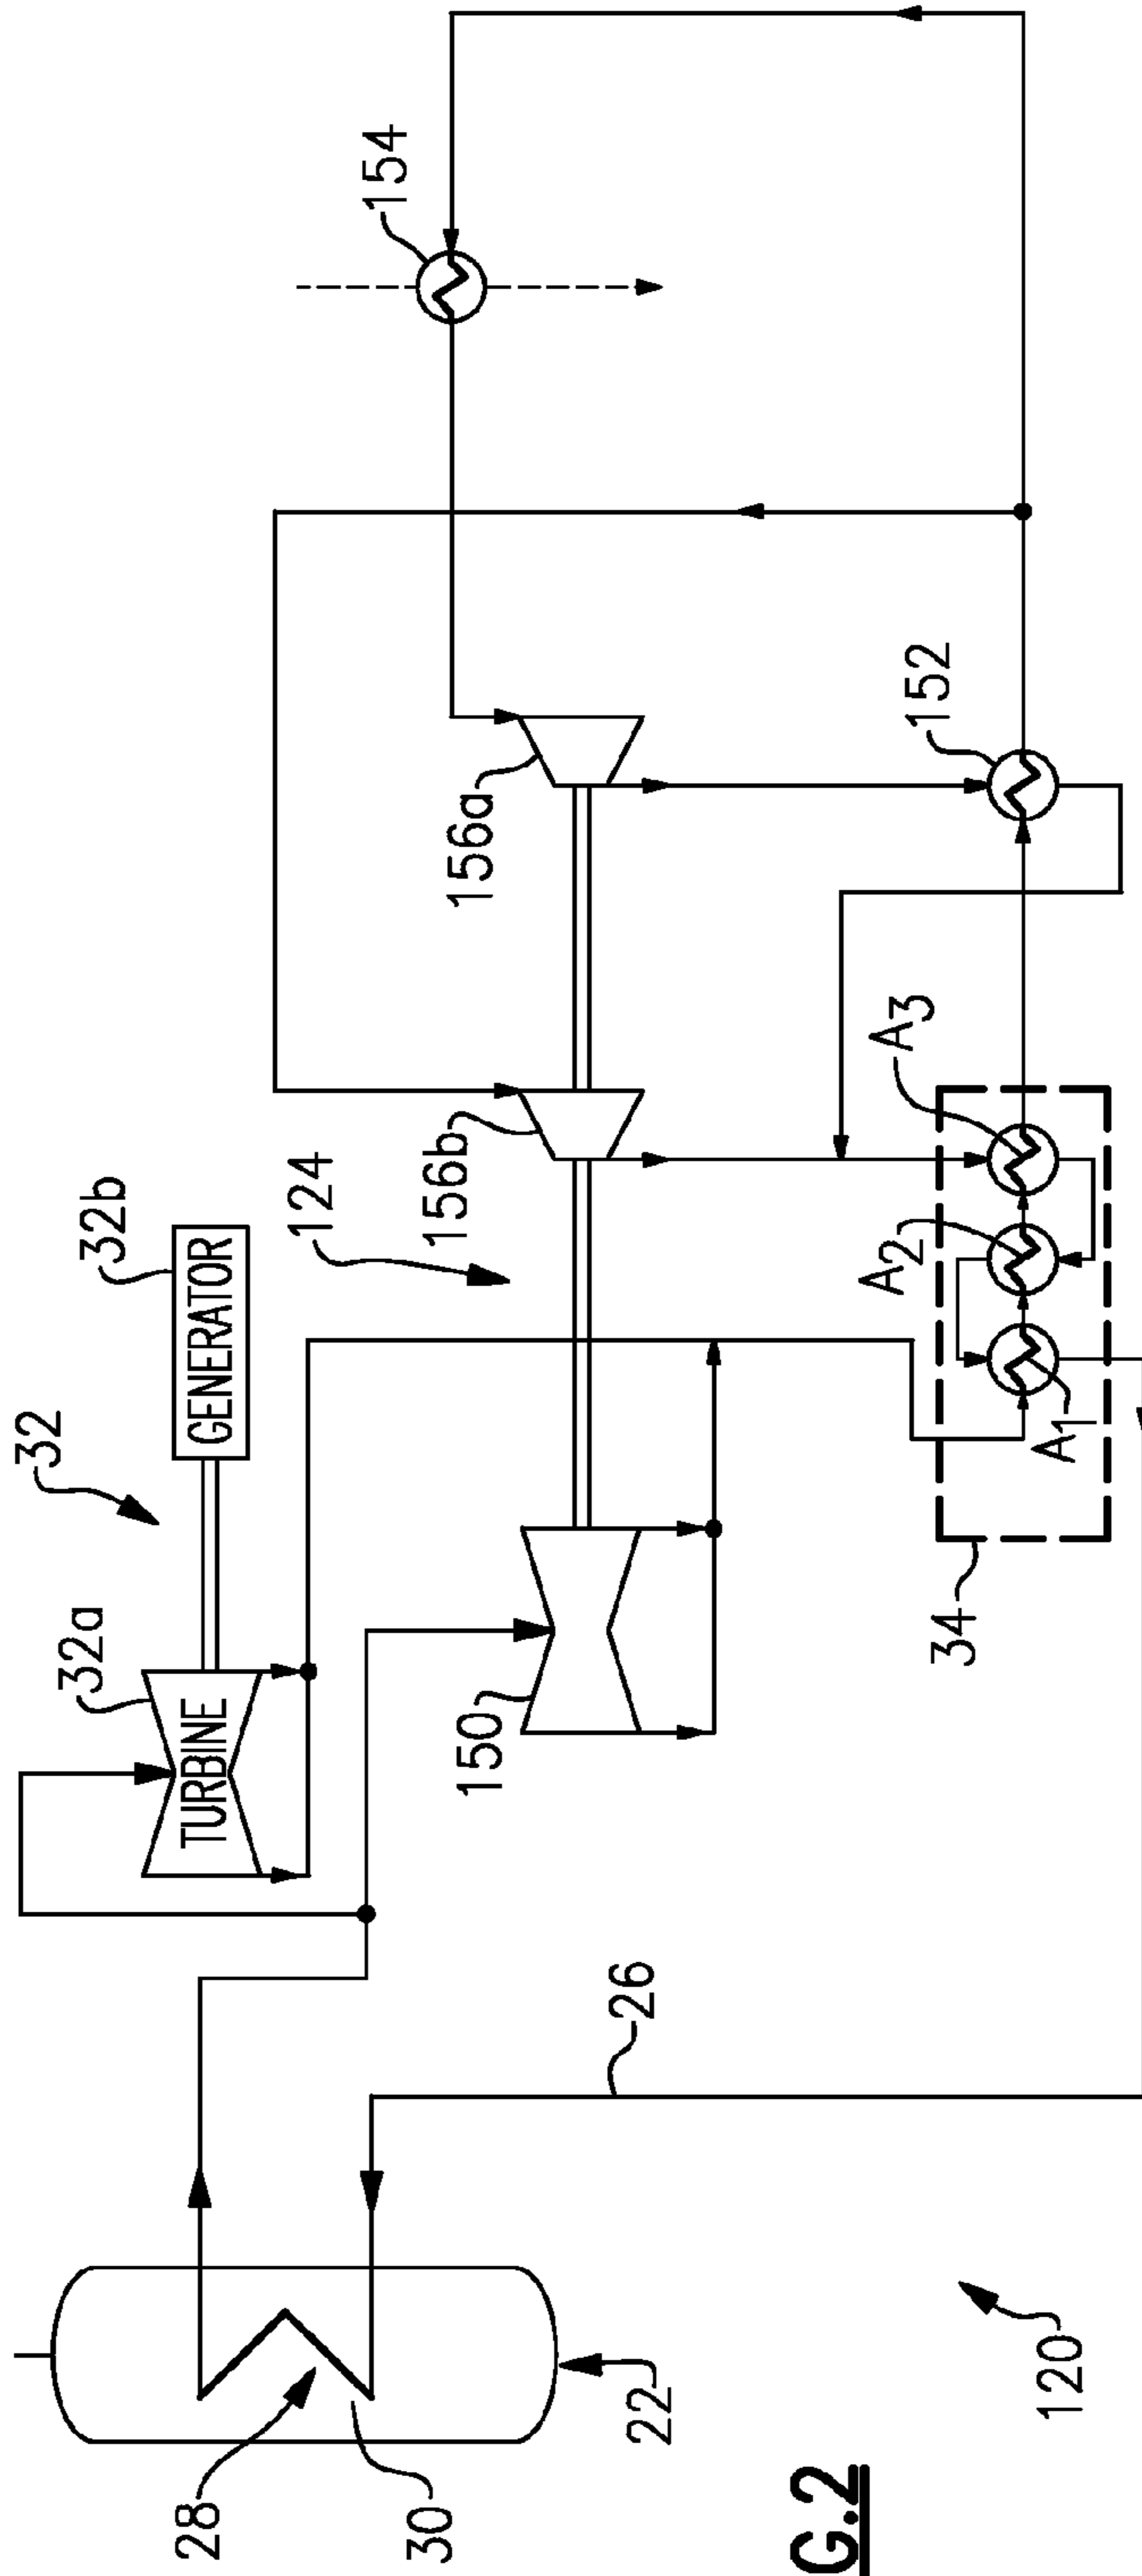 154
32
32b
GENERATOR
32a
TURBINE
124
156a
156b
150
152
A3
A2
A1
34
28
30
22
26
120
G.2